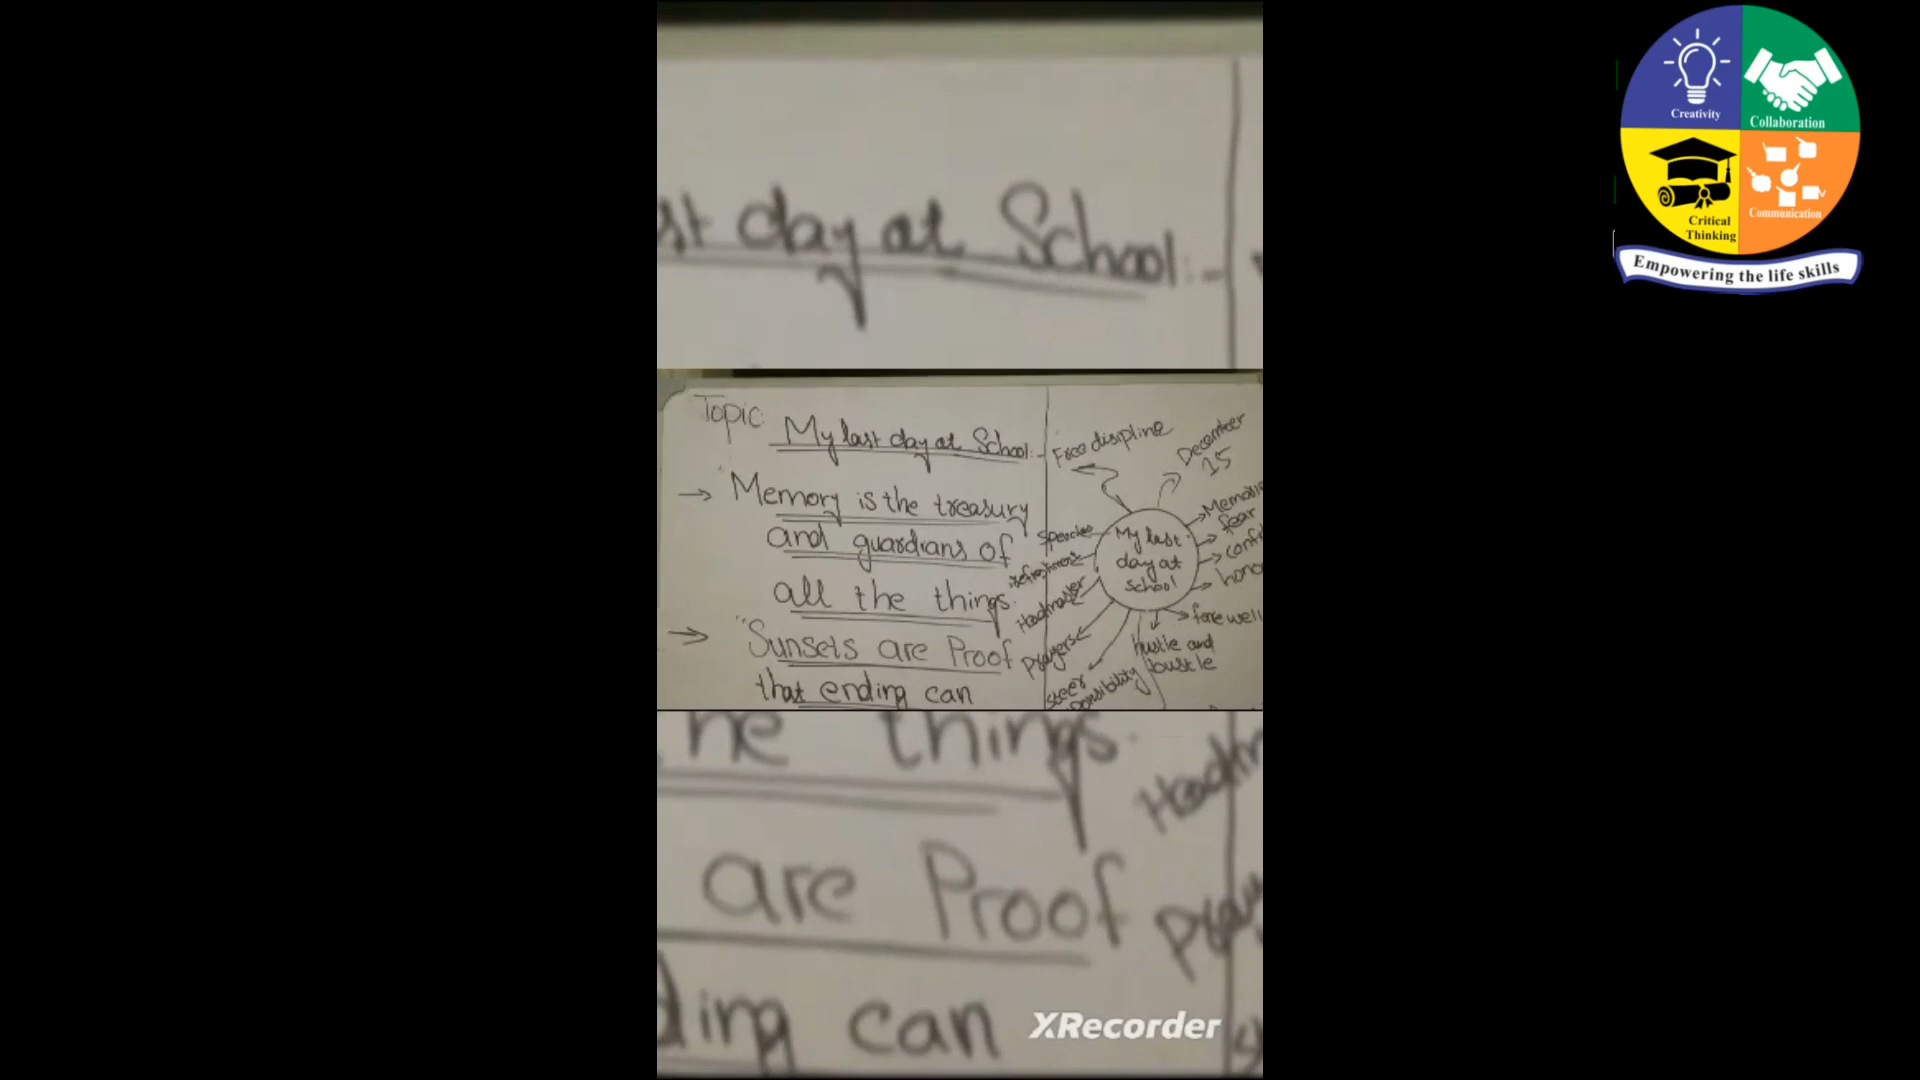 st day at School:-
Topic:
My last day at School:-
→ "Memory is the treasury
and guardians of
all the things.
→ "Sunsets are Proof
that ending can
Free discipline
December
15
My last
day at
school
fear
farewell
hustle and
bustle
Headmaster
Prayers
he things.
are Proof
ding can
XRecorder
Creativity
Collaboration
Critical
Thinking
Communication
Empowering the life skills